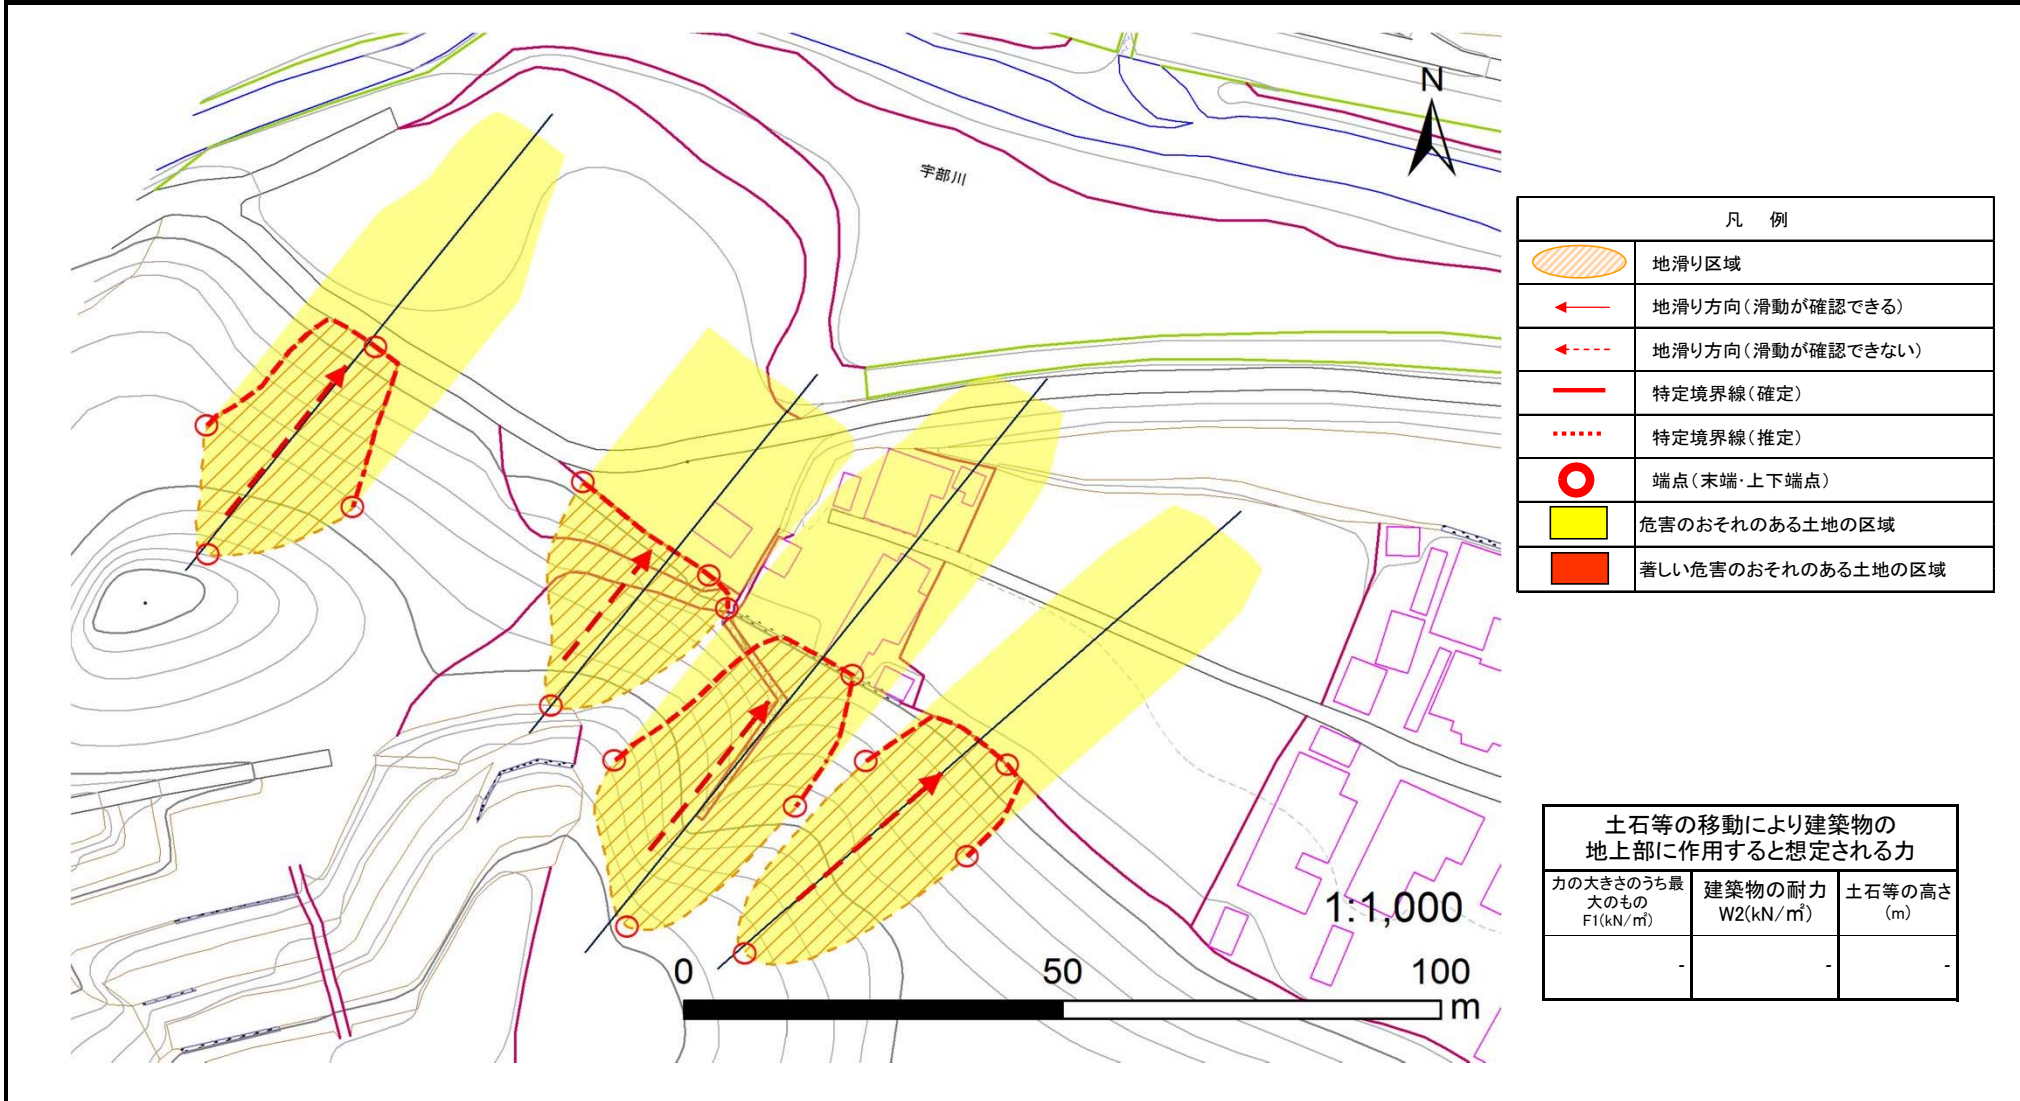 N
宇部川
凡 例
地滑り区域
地滑り方向(滑動が確認できる)
地滑り方向(滑動が確認できない)
特定境界線(確定)
特定境界線(推定)
端点(末端・上下端点)
危害のおそれのある土地の区域
著しい危害のおそれのある土地の区域
1:1,000
0 50 100
m
土石等の移動により建築物の
地上部に作用すると想定される力
力の大きさのうち最
大のもの
F1(kN/㎡)
建築物の耐力
W2(kN/㎡)
土石等の高さ
(m)
- - -